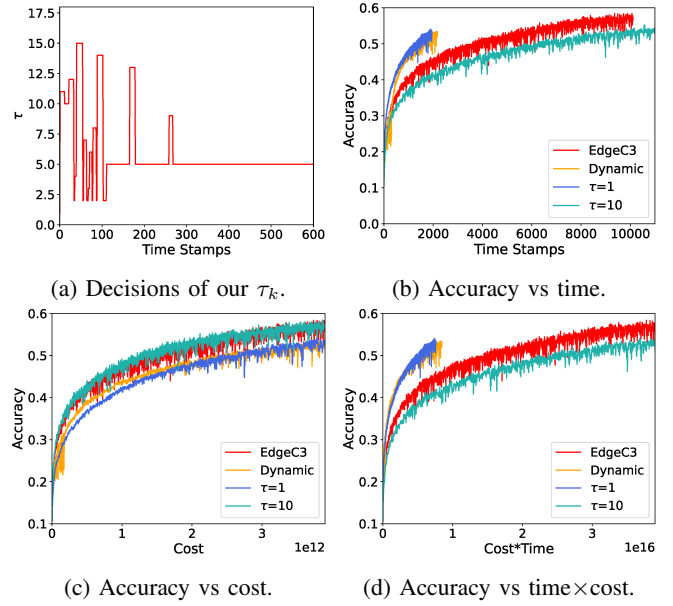 17.5
15.0
12.5
10.0
7.5
5.0
2.5
0.0
τ
0 100 200 300 400 500 600
Time Stamps
(a) Decisions of our τk.
0.6
0.5
0.4
0.3
0.2
0.1
0.0
Accuracy
EdgeC3
Dynamic
τ=1
τ=10
0 2000 4000 6000 8000 10000
Time Stamps
(b) Accuracy vs time.
0.6
0.5
0.4
0.3
0.2
0.1
Accuracy
EdgeC3
Dynamic
τ=1
τ=10
0 1 2 3
Cost 1e12
(c) Accuracy vs cost.
0.6
0.5
0.4
0.3
0.2
0.1
Accuracy
EdgeC3
Dynamic
τ=1
τ=10
0 1 2 3
Cost*Time 1e16
(d) Accuracy vs time×cost.